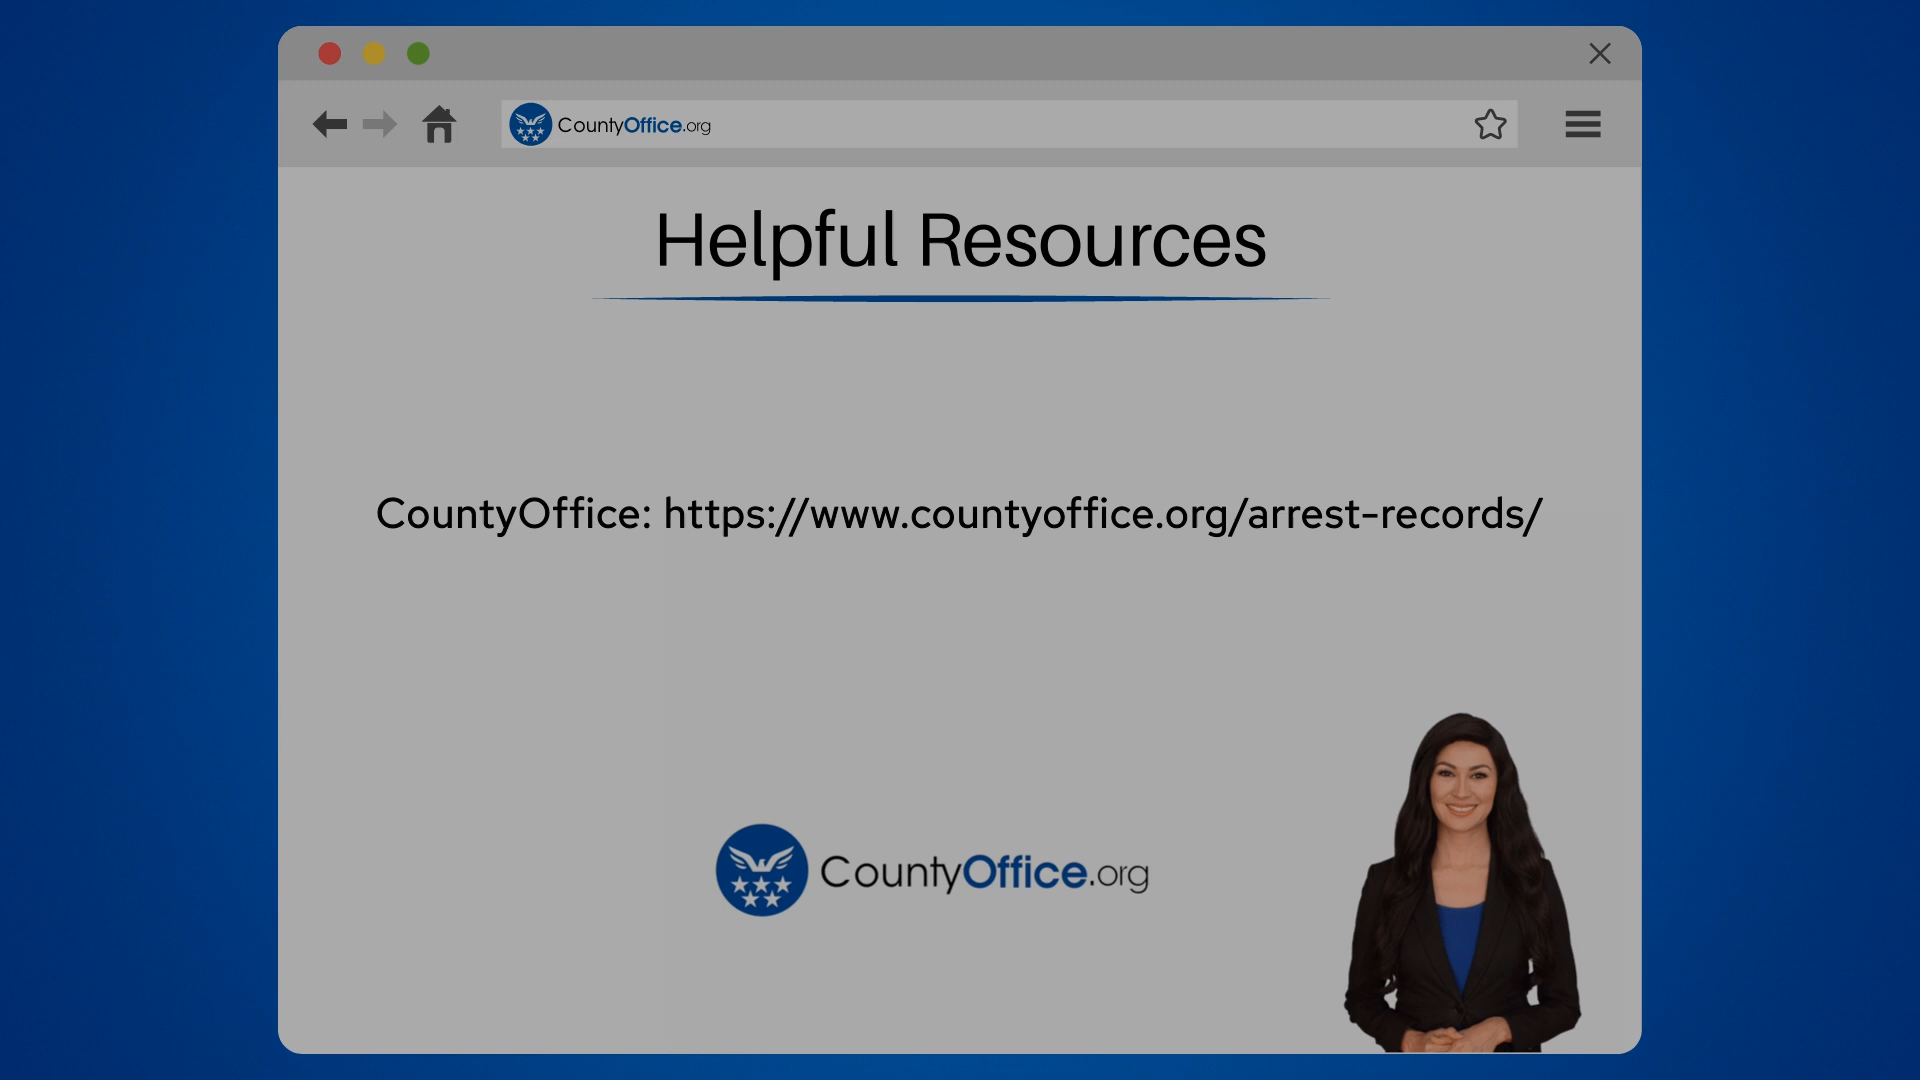 CountyOffice.org
Helpful Resources
CountyOffice: https://www.countyoffice.org/arrest-records/
CountyOffice.org